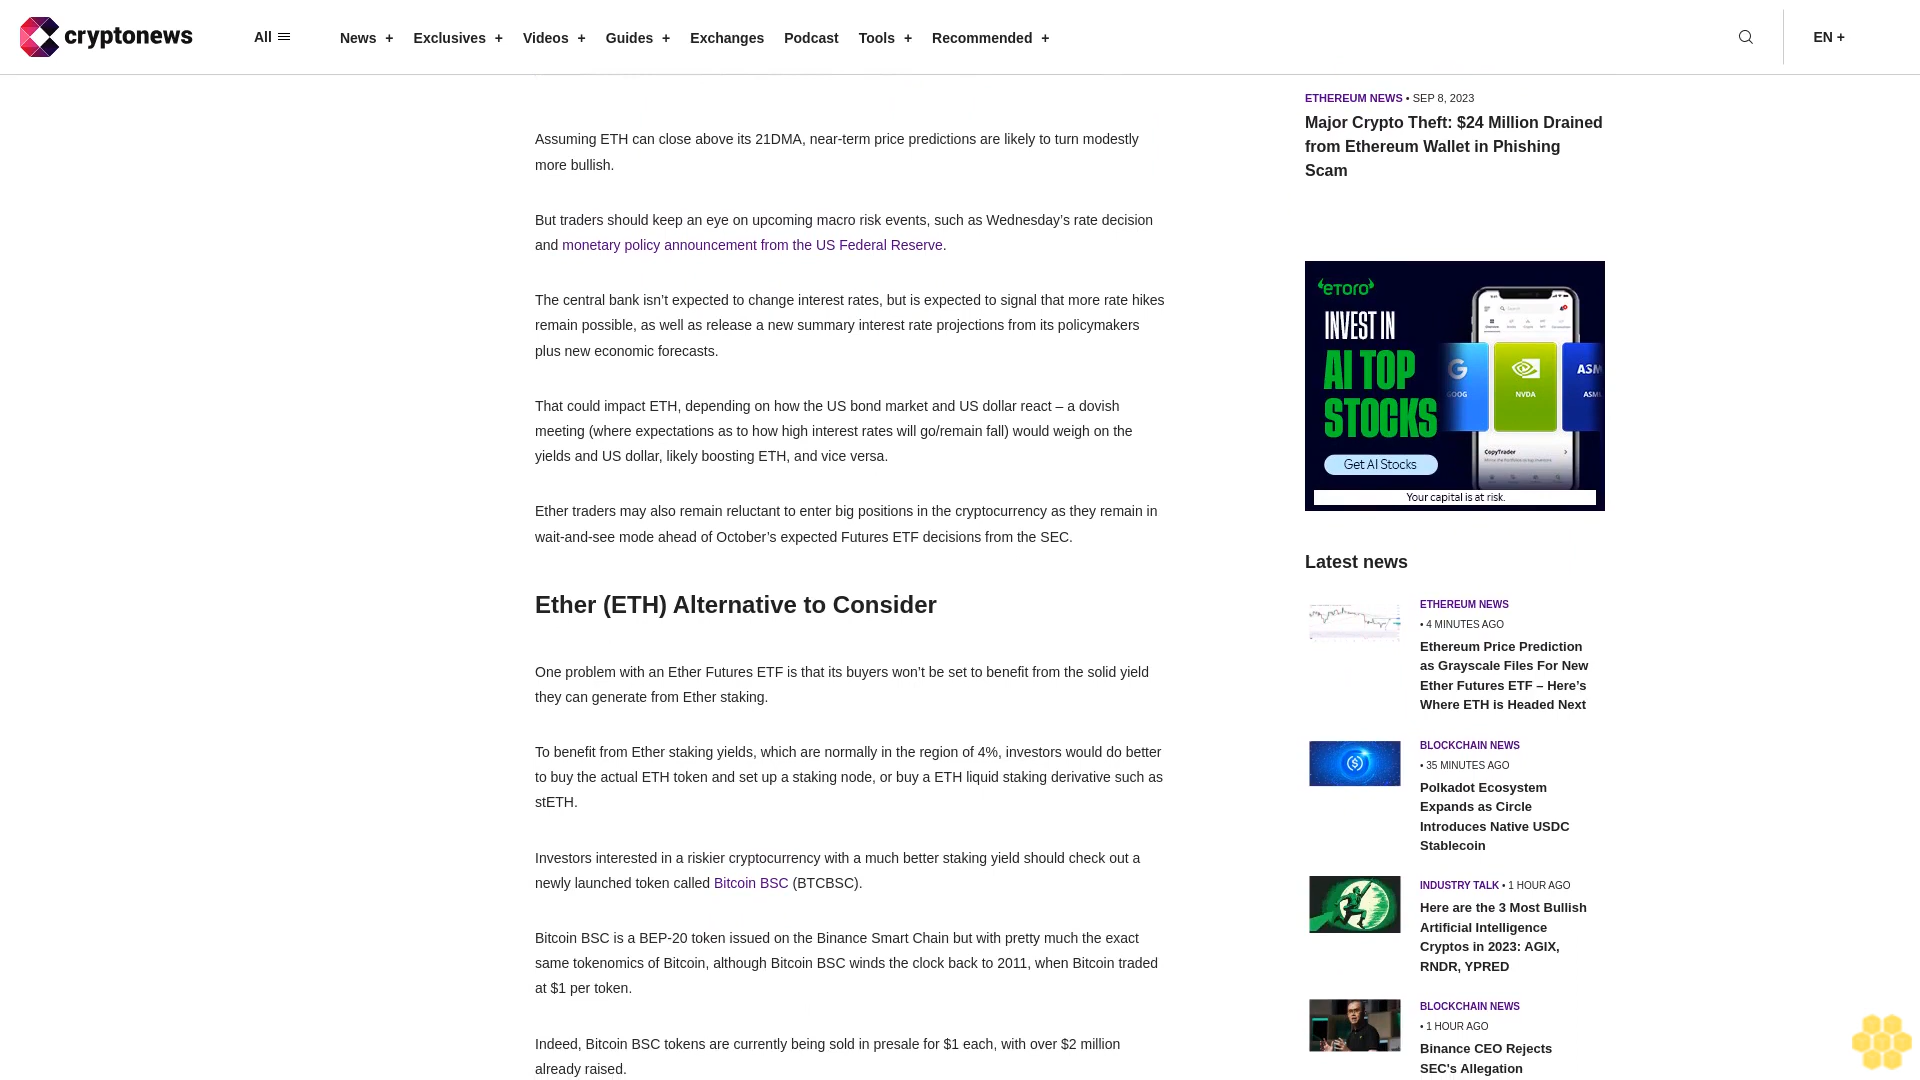 cryptonews
All
News +
Exclusives +
Videos +
Guides +
Exchanges
Podcast
Tools +
Recommended +
EN +
Assuming ETH can close above its 21DMA, near-term price predictions are likely to turn modestly
more bullish.
But traders should keep an eye on upcoming macro risk events, such as Wednesday’s rate decision
and monetary policy announcement from the US Federal Reserve.
The central bank isn’t expected to change interest rates, but is expected to signal that more rate hikes
remain possible, as well as release a new summary interest rate projections from its policymakers
plus new economic forecasts.
That could impact ETH, depending on how the US bond market and US dollar react – a dovish
meeting (where expectations as to how high interest rates will go/remain fall) would weigh on the
yields and US dollar, likely boosting ETH, and vice versa.
Ether traders may also remain reluctant to enter big positions in the cryptocurrency as they remain in
wait-and-see mode ahead of October’s expected Futures ETF decisions from the SEC.
Ether (ETH) Alternative to Consider
One problem with an Ether Futures ETF is that its buyers won’t be set to benefit from the solid yield
they can generate from Ether staking.
To benefit from Ether staking yields, which are normally in the region of 4%, investors would do better
to buy the actual ETH token and set up a staking node, or buy a ETH liquid staking derivative such as
stETH.
Investors interested in a riskier cryptocurrency with a much better staking yield should check out a
newly launched token called Bitcoin BSC (BTCBSC).
Bitcoin BSC is a BEP-20 token issued on the Binance Smart Chain but with pretty much the exact
same tokenomics of Bitcoin, although Bitcoin BSC winds the clock back to 2011, when Bitcoin traded
at $1 per token.
Indeed, Bitcoin BSC tokens are currently being sold in presale for $1 each, with over $2 million
already raised.
ETHEREUM NEWS • SEP 8, 2023
Major Crypto Theft: $24 Million Drained
from Ethereum Wallet in Phishing
Scam
eToro
INVEST IN
AI TOP
STOCKS
Get AI Stocks
GOOG
NVDA
ASM
CopyTrader
Your capital is at risk.
Latest news
ETHEREUM NEWS
• 4 MINUTES AGO
Ethereum Price Prediction
as Grayscale Files For New
Ether Futures ETF – Here’s
Where ETH is Headed Next
BLOCKCHAIN NEWS
• 35 MINUTES AGO
Polkadot Ecosystem
Expands as Circle
Introduces Native USDC
Stablecoin
INDUSTRY TALK • 1 HOUR AGO
Here are the 3 Most Bullish
Artificial Intelligence
Cryptos in 2023: AGIX,
RNDR, YPRED
BLOCKCHAIN NEWS
• 1 HOUR AGO
Binance CEO Rejects
SEC's Allegation